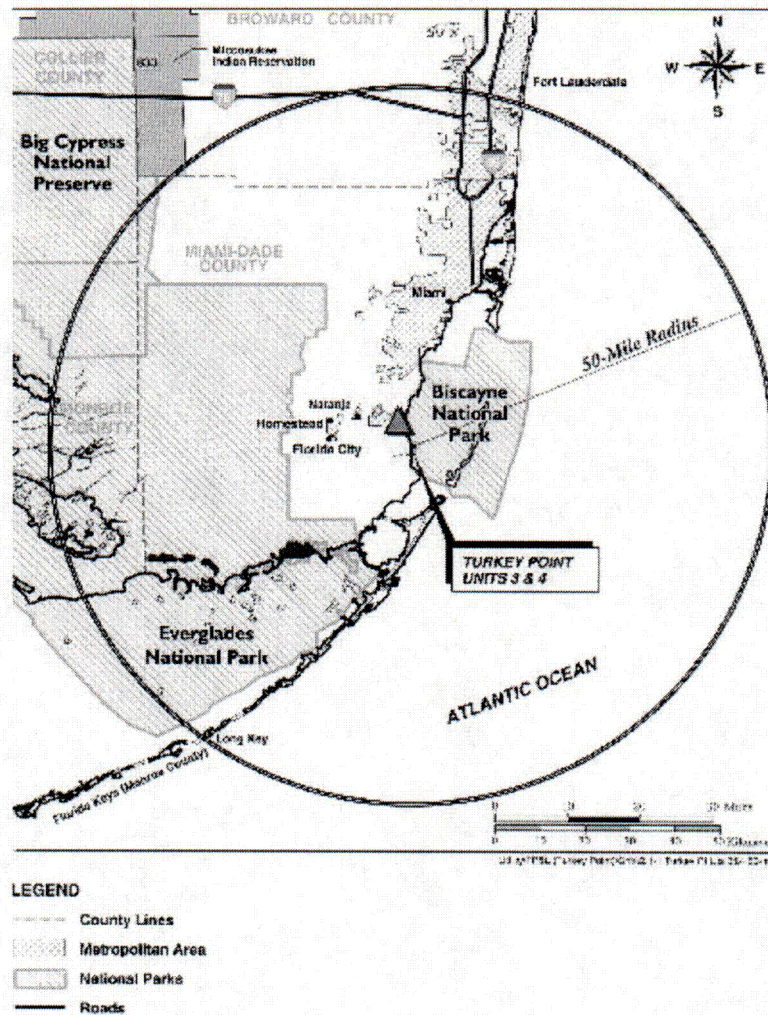 BROWARD COUNTY
N
W E
S
COLLIER
COUNTY
Miccosukee
Indian Reservation
Fort Lauderdale
Big Cypress
National
Preserve
MIAMI-DADE
COUNTY
Miami
50-Mile Radius
Biscayne
National
Park
MONROE
COUNTY
Naranja
Homestead
Florida City
TURKEY POINT
UNITS 3 & 4
Everglades
National Park
ATLANTIC OCEAN
Long Key
Florida Keys (Monroe County)
LEGEND
County Lines
Metropolitan Area
National Parks
Roads